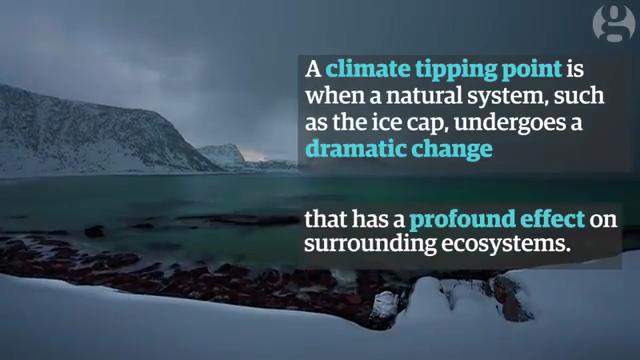 A climate tipping point is
when a natural system, such
as the ice cap, undergoes a
dramatic change
that has a profound effect on
surrounding ecosystems.